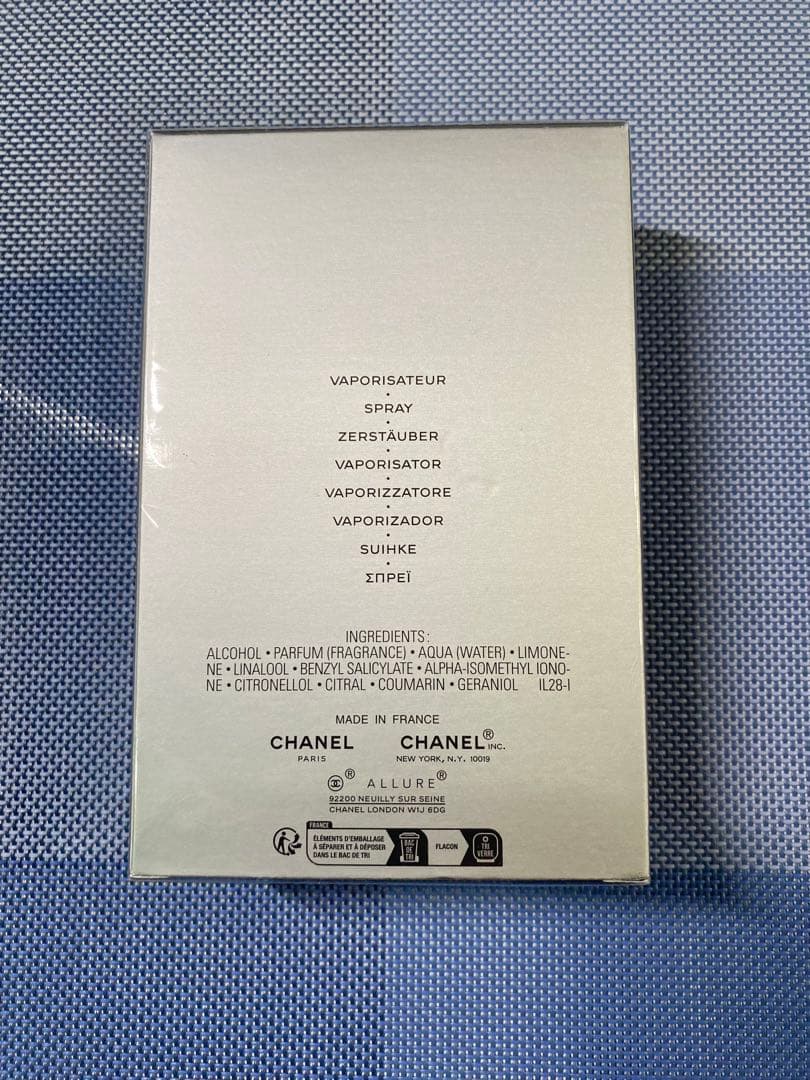 VAPORISATEUR
•
SPRAY
•
ZERSTÄUBER
•
VAPORISATOR
•
VAPORIZZATORE
•
VAPORIZADOR
•
SUIHKE
•
ΣΠΡΕΪ
INGREDIENTS:
ALCOHOL • PARFUM (FRAGRANCE) • AQUA (WATER) • LIMONE-
NE • LINALOOL • BENZYL SALICYLATE • ALPHA-ISOMETHYL IONO-
NE • CITRONELLOL • CITRAL • COUMARIN • GERANIOL IL28-I
MADE IN FRANCE
CHANEL CHANEL® INC.
PARIS NEW YORK, N.Y. 10019
® ALLURE®
92200 NEUILLY SUR SEINE
CHANEL LONDON W1J 6DG
FRANCE
ÉLÉMENTS D'EMBALLAGE
À SÉPARER ET À DÉPOSER
DANS LE BAC DE TRI
BAC
DE
TRI
FLACON
TRI
VERRE